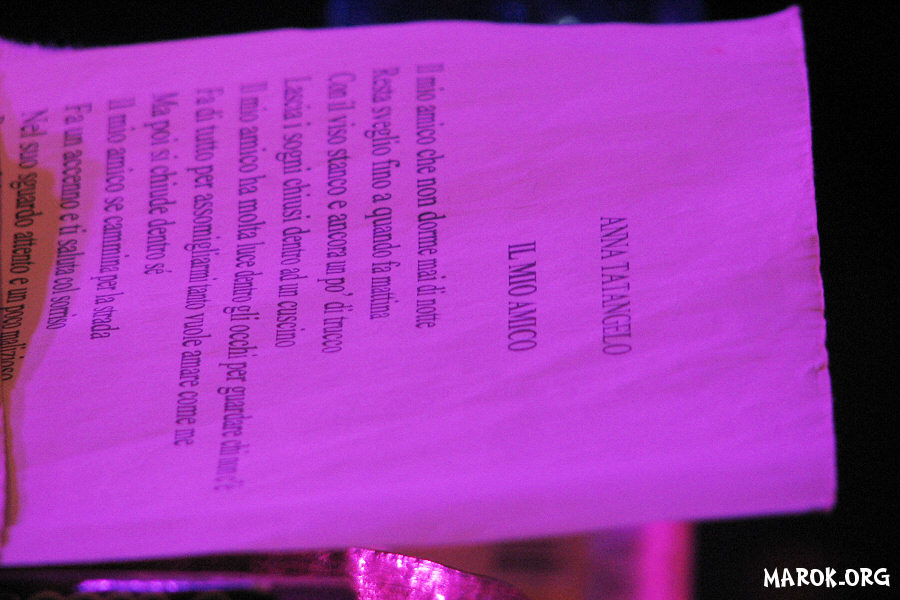 ANNA TATANGELO
IL MIO AMICO
Il mio amico che non dorme mai di notte
Resta sveglio fino a quando fa mattina
Con il viso stanco e ancora un po' di trucco
Lascia i sogni chiusi dentro ad un cuscino
Il mio amico ha molta luce dentro gli occhi per guardare chi non c'è
Fa di tutto per assomigliarmi tanto vuole amare come me
Ma poi si chiude dentro sé
Il mio amico se cammina per la strada
Fa un accenno e ti saluta col sorriso
Nel suo sguardo attento e un poco malizioso
MAROK.ORG